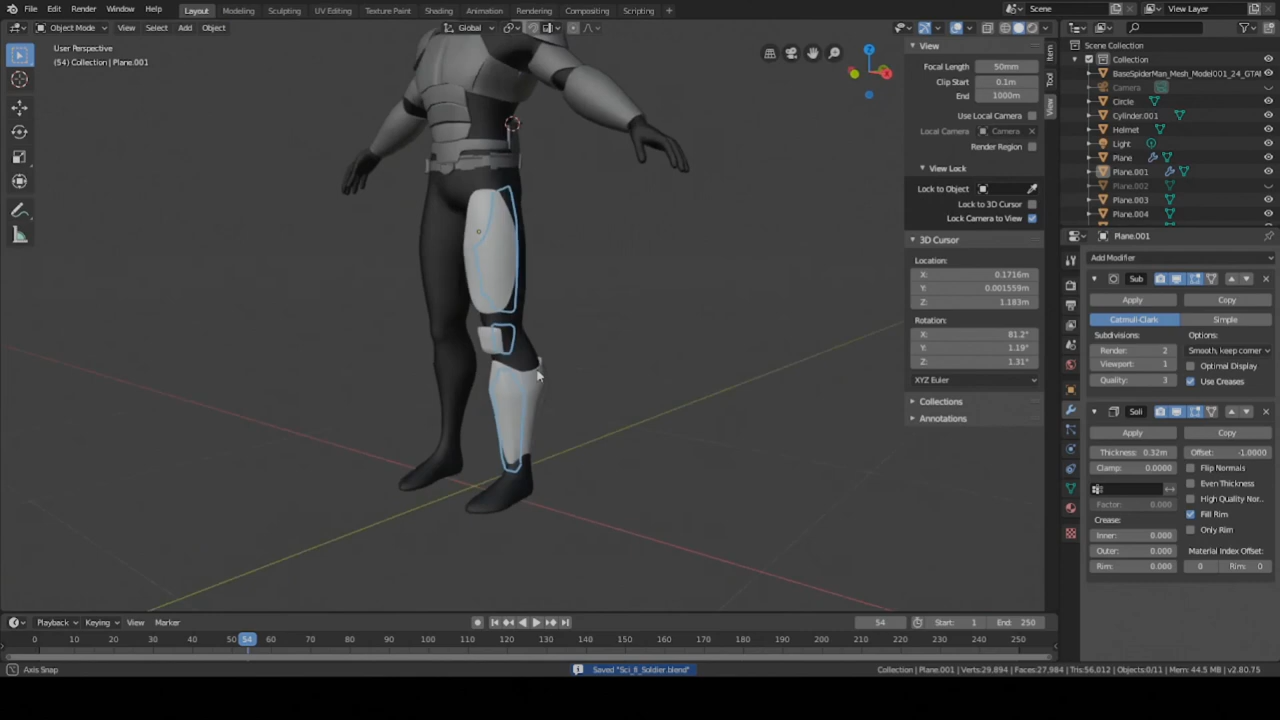 File Edit Render Window Help Layout Modeling Sculpting UV Editing Texture Paint Shading Animation Rendering Compositing Scripting + Scene View Layer
Object Mode View Select Add Object Global
User Perspective
(54) Collection | Plane.001
View
Focal Length 50mm
Clip Start 0.1m
End 1000m
Use Local Camera
Local Camera Camera
Render Region
View Lock
Lock to Object
Lock to 3D Cursor
Lock Camera to View
3D Cursor
Location:
X: 0.1716m
Y: 0.001559m
Z: 1.183m
Rotation:
X: 81.2°
Y: 1.19°
Z: 1.31°
XYZ Euler
Collections
Annotations
Item
Tool
View
Scene Collection
Collection
BaseSpiderMan_Mesh_Model001_24_GTAI
Camera
Circle
Cylinder.001
Helmet
Light
Plane
Plane.001
Plane.002
Plane.003
Plane.004
Plane.001
Add Modifier
Sub
Apply Copy
Catmull-Clark Simple
Subdivisions: Options:
Render: 2 Smooth, keep corner
Viewport: 1 Optimal Display
Quality: 3 Use Creases
Soli
Apply Copy
Thickness: 0.32m Offset: -1.0000
Clamp: 0.0000 Flip Normals
Even Thickness
High Quality Nor...
Factor: 0.000 Fill Rim
Crease: Only Rim
Inner: 0.000
Outer: 0.000 Material Index Offset:
Rim: 0.000 0 Rim: 0
Playback Keying View Marker 54 Start: 1 End: 250
0 10 20 30 40 50 54 60 70 80 90 100 110 120 130 140 150 160 170 180 190 200 210 220 230 240 250
Axis Snap Saved "Sci_fi_Soldier.blend" Collection | Plane.001 | Verts:29,894 | Faces:27,984 | Tris:56,012 | Objects:0/11 | Mem: 44.5 MB | v2.80.75